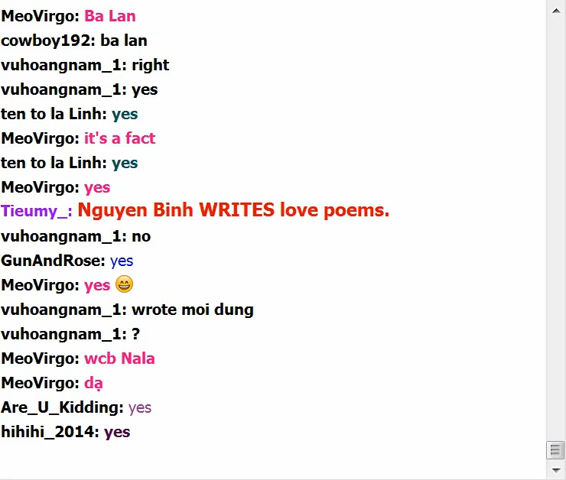 MeoVirgo: Ba Lan
cowboy192: ba lan
vuhoangnam_1: right
vuhoangnam_1: yes
ten to la Linh: yes
MeoVirgo: it's a fact
ten to la Linh: yes
MeoVirgo: yes
Tieumy_: Nguyen Binh WRITES love poems.
vuhoangnam_1: no
GunAndRose: yes
MeoVirgo: yes 😄
vuhoangnam_1: wrote moi dung
vuhoangnam_1: ?
MeoVirgo: wcb Nala
MeoVirgo: dạ
Are_U_Kidding: yes
hihihi_2014: yes